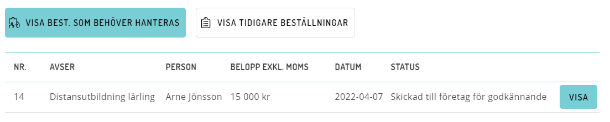 VISA BEST. SOM BEHÖVER HANTERAS VISA TIDIGARE BESTÄLLNINGAR
NR. AVSER PERSON BELOPP EXKL. MOMS DATUM STATUS
14 Distansutbildning lärling Arne Jönsson 15 000 kr 2022-04-07 Skickad till företag för godkännande VISA